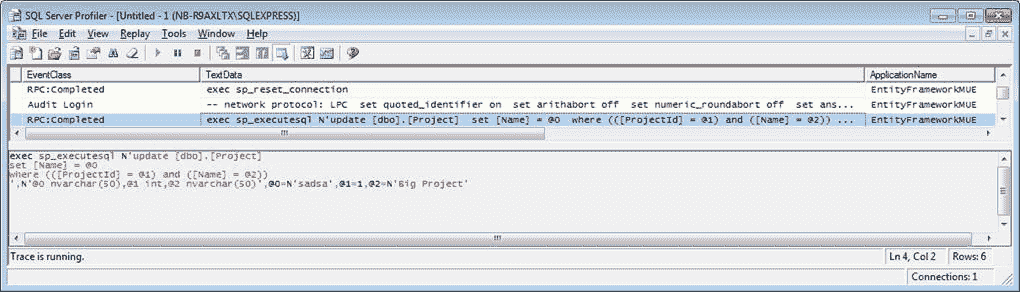 SQL Server Profiler - [Untitled - 1 (NB-R9AXLTX\SQLEXPRESS)]
File Edit View Replay Tools Window Help
EventClass TextData ApplicationName
RPC:Completed exec sp_reset_connection EntityFrameworkMUE
Audit Login -- network protocol: LPC set quoted_identifier on set arithabort off set numeric_roundabort off set ans... EntityFrameworkMUE
RPC:Completed exec sp_executesql N'update [dbo].[Project] set [Name] = @0 where (([ProjectId] = @1) and ([Name] = @2)) ... EntityFrameworkMUE
exec sp_executesql N'update [dbo].[Project]
set [Name] = @0
where (([ProjectId] = @1) and ([Name] = @2))
',N'@0 nvarchar(50),@1 int,@2 nvarchar(50)',@0=N'sadsa',@1=1,@2=N'Big Project'
Trace is running. Ln 4, Col 2 Rows: 6
Connections: 1